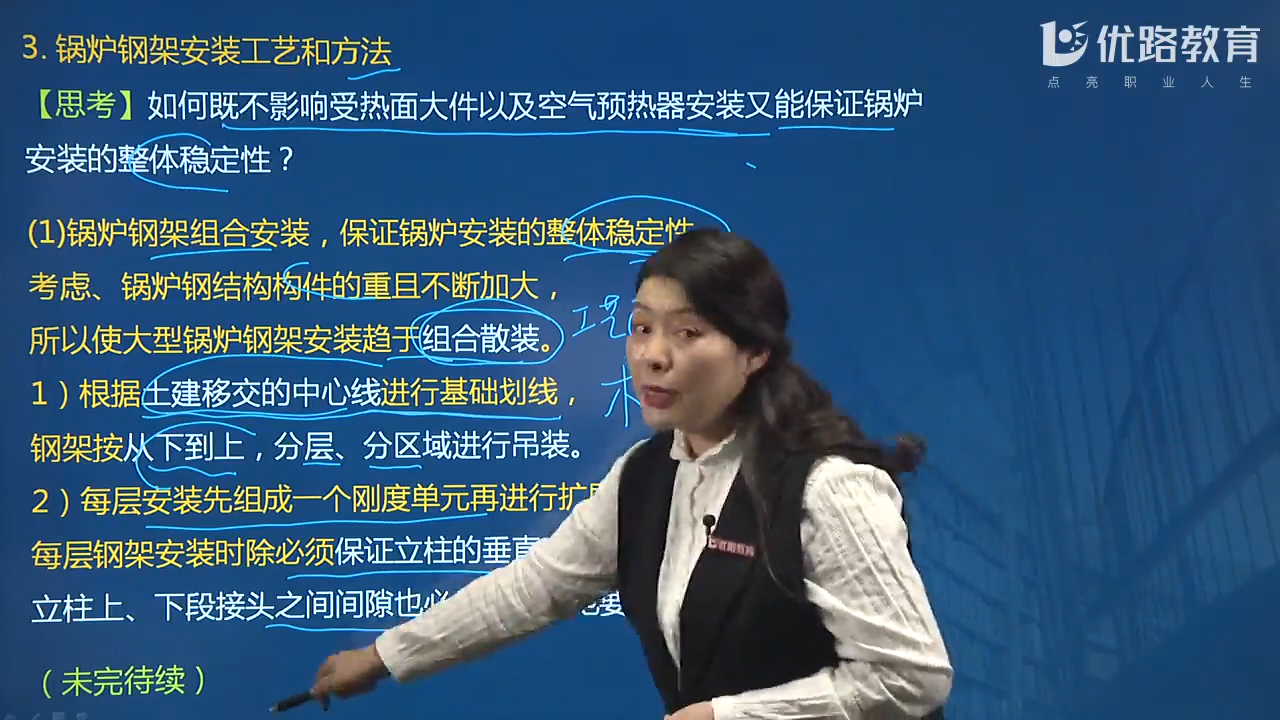 优路教育
点亮职业人生
3. 锅炉钢架安装工艺和方法
【思考】如何既不影响受热面大件以及空气预热器安装又能保证锅炉
安装的整体稳定性？
(1)锅炉钢架组合安装，保证锅炉安装的整体稳定性
考虑、锅炉钢结构构件的重且不断加大，
所以使大型锅炉钢架安装趋于组合散装。
工艺
1）根据土建移交的中心线进行基础划线，
钢架按从下到上，分层、分区域进行吊装。
2）每层安装先组成一个刚度单元再进行扩
每层钢架安装时除必须保证立柱的垂直
立柱上、下段接头之间间隙也必
（未完待续）
优路教育